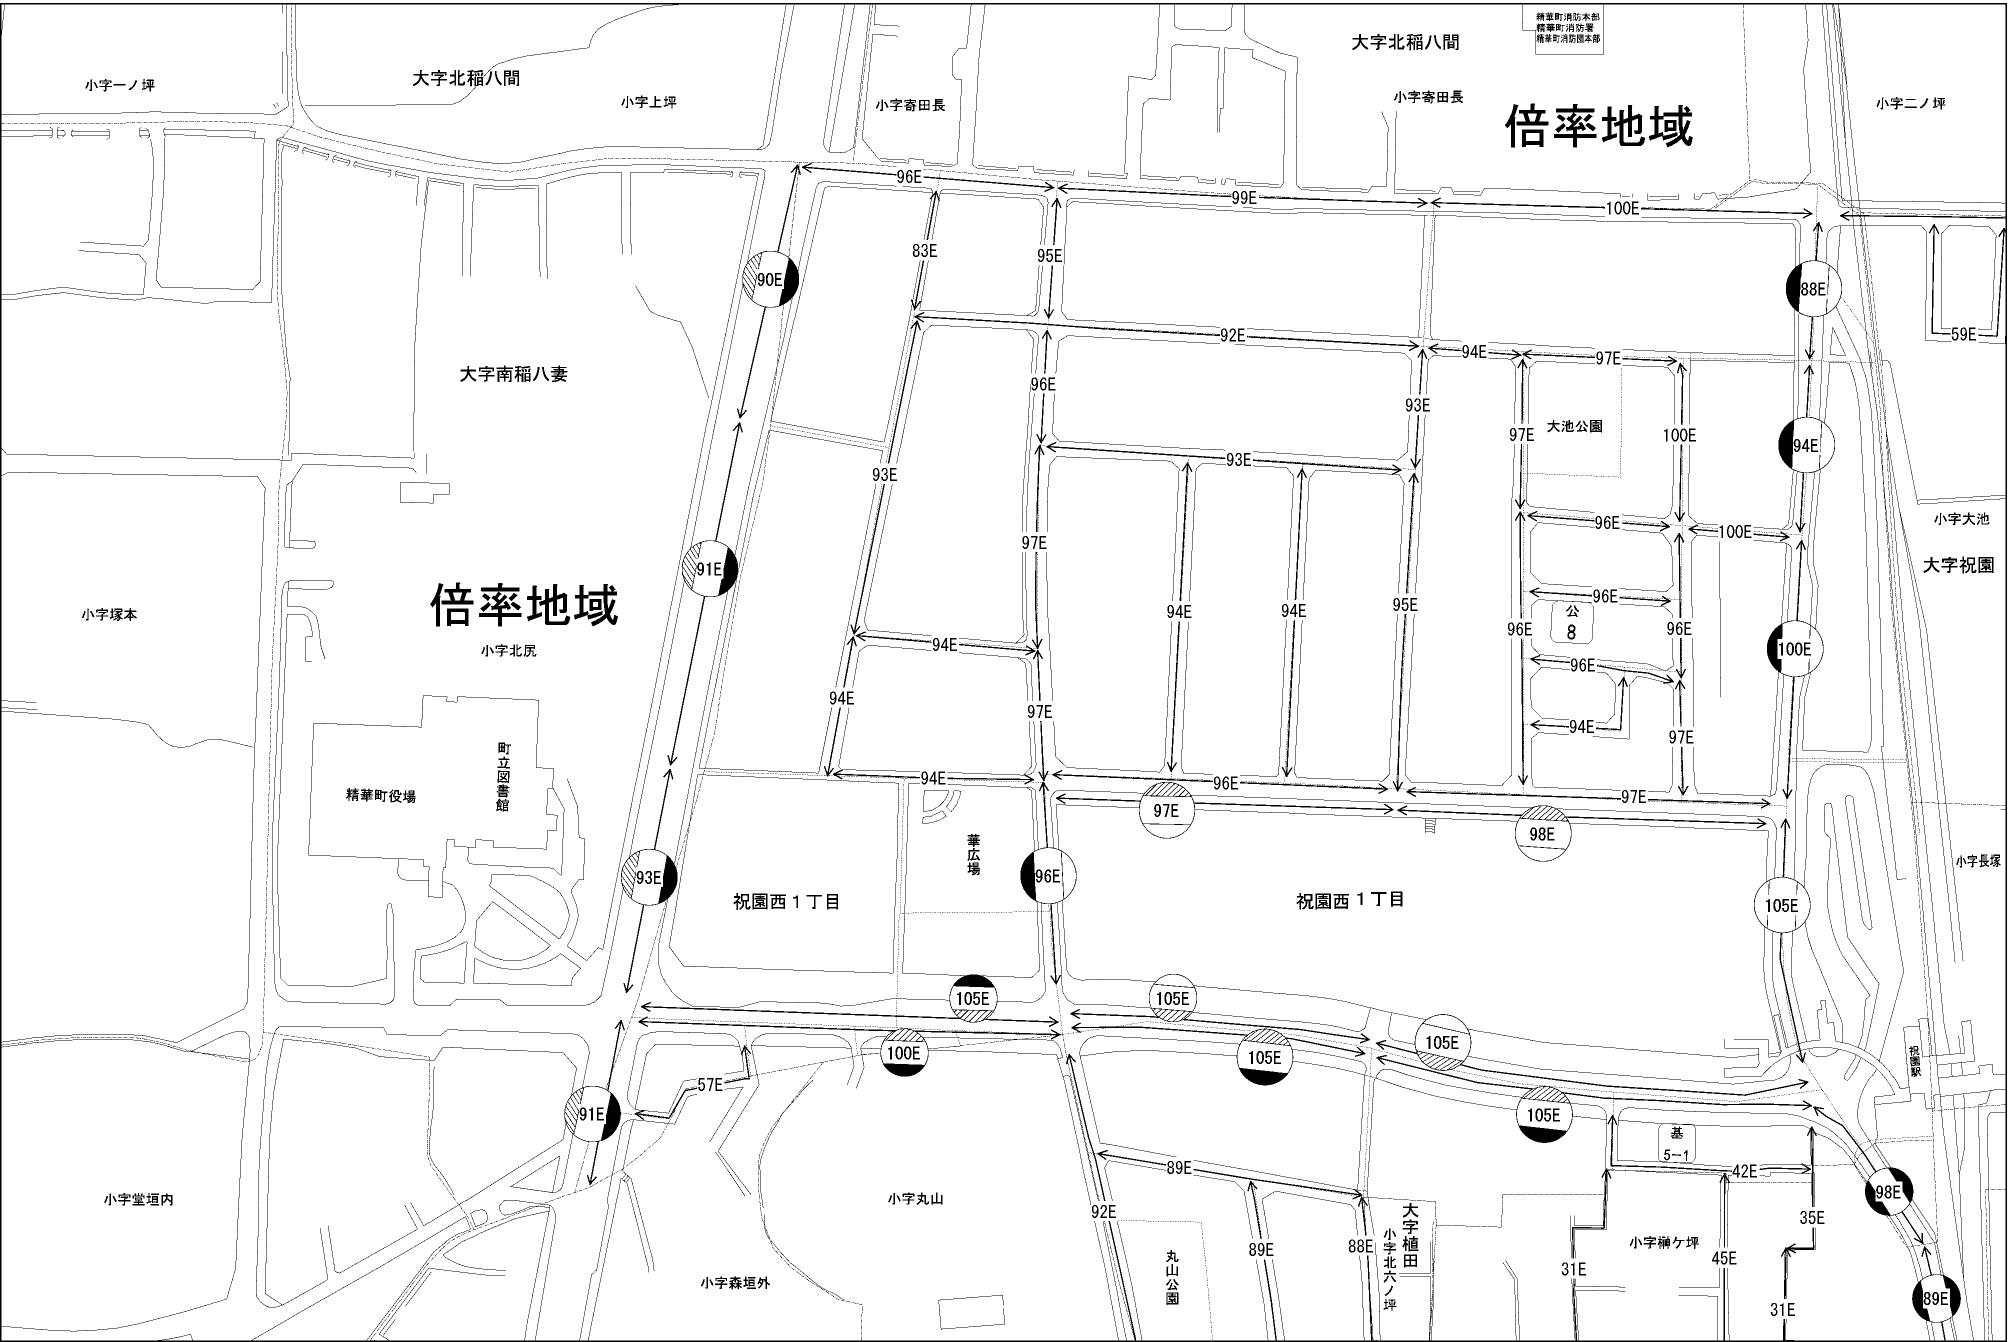 精華町消防本部
精華町消防署
精華町消防団本部
大字北稲八間
大字北稲八間
小字一ノ坪
小字上坪
小字寄田長
小字寄田長
小字二ノ坪
倍率地域
96E
99E
100E
83E
95E
90E
88E
92E
94E
97E
59E
大字南稲八妻
96E
93E
97E
大池公園
100E
94E
93E
93E
97E
96E
100E
小字大池
大字祝園
91E
倍率地域
小字塚本
小字北尻
94E
94E
94E
95E
96E
96E
公
8
96E
100E
96E
94E
97E
94E
97E
町立図書館
精華町役場
94E
96E
97E
97E
98E
華広場
93E
96E
祝園西1丁目
祝園西1丁目
105E
小字長塚
105E
105E
105E
100E
105E
105E
祝園駅
57E
91E
基
5-1
89E
42E
98E
小字堂垣内
小字丸山
92E
35E
大字植田
小字北六ノ坪
小字榊ケ坪
89E
88E
31E
45E
丸山公園
小字森垣外
31E
89E